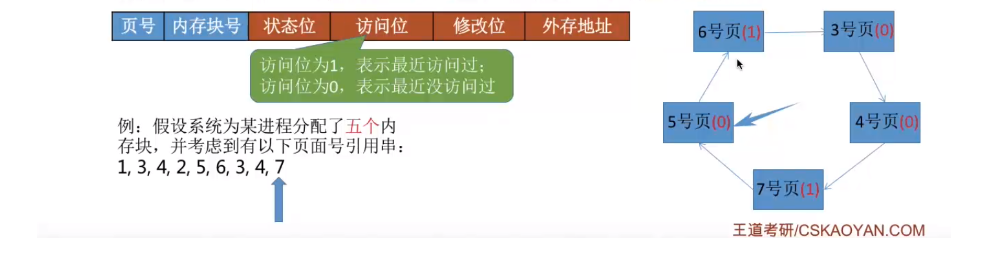 页号 内存块号 状态位 访问位 修改位 外存地址
访问位为1，表示最近访问过；
访问位为0，表示最近没访问过
例：假设系统为某进程分配了五个内
存块，并考虑到有以下页面号引用串：
1, 3, 4, 2, 5, 6, 3, 4, 7
6号页(1)
3号页(0)
5号页(0)
4号页(0)
7号页(1)
王道考研/CSKAOYAN.COM